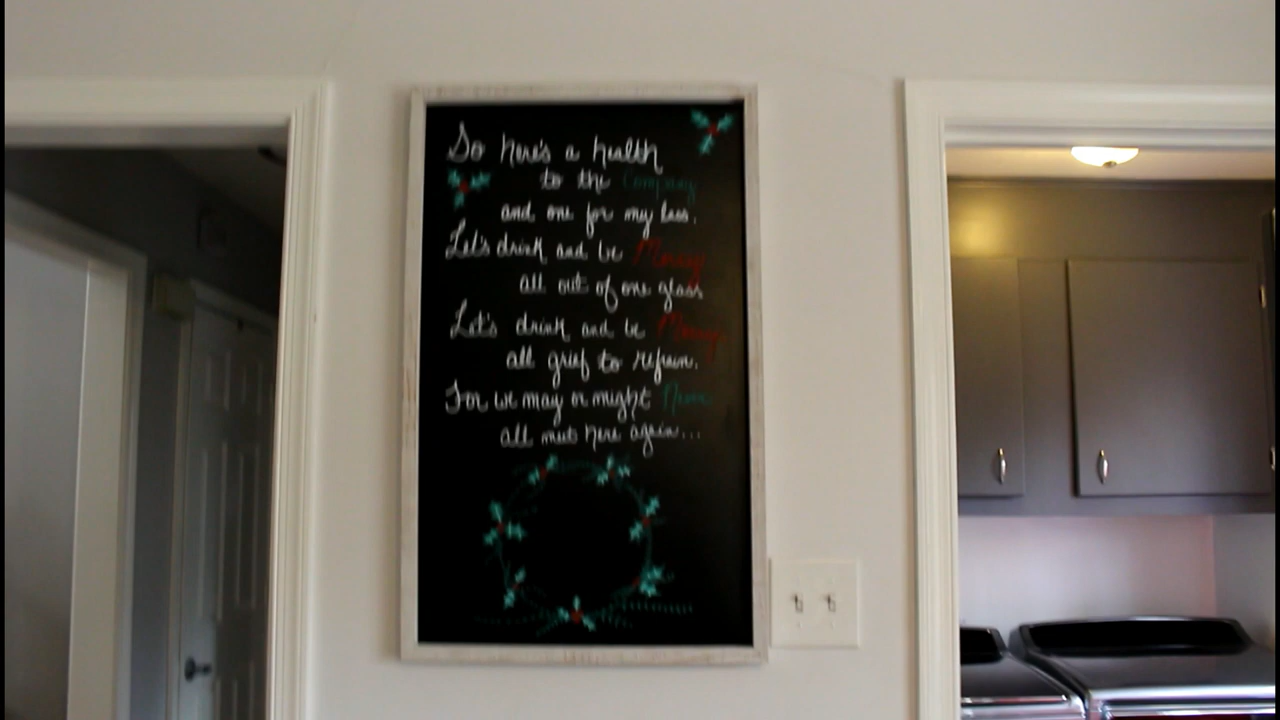 So here's a health
to the Company
and one for my lass.
Let's drink and be Merry
all out of one glass
Let's drink and be Merry
all grief to refrain.
For we may or might Never
all meet here again...